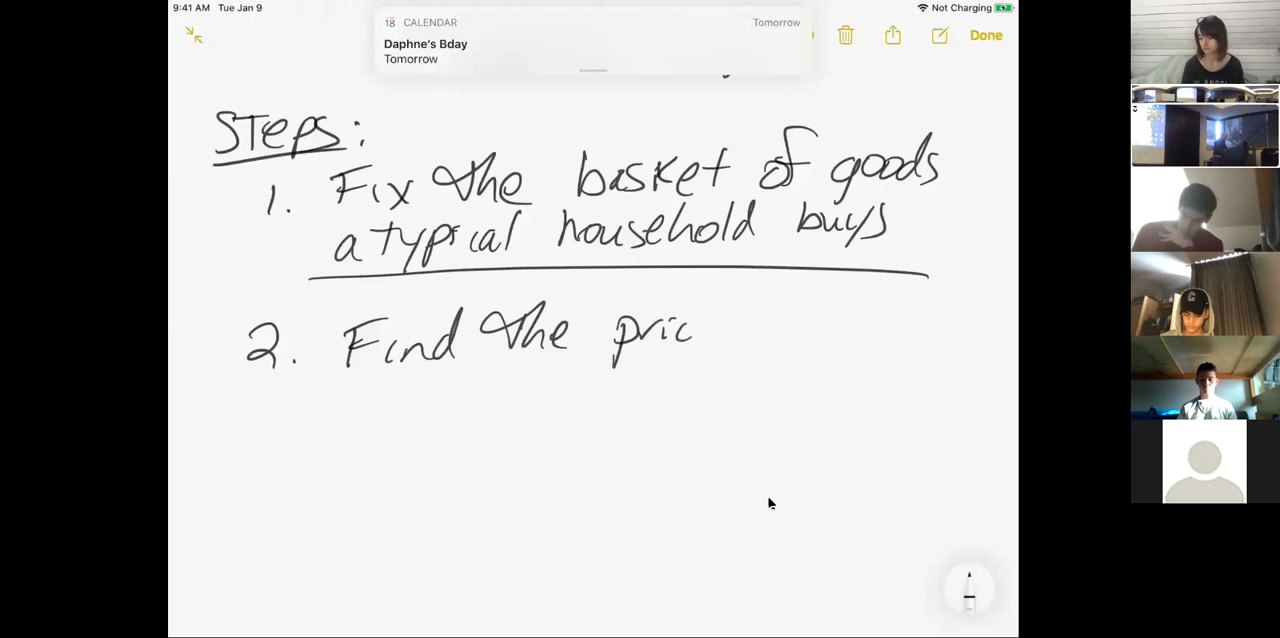 9:41 AM Tue Jan 9
Not Charging
18 CALENDAR Tomorrow
Daphne's Bday
Tomorrow
Done
Steps:
1. Fix the basket of goods
a typical household buys
2. Find the pric
C